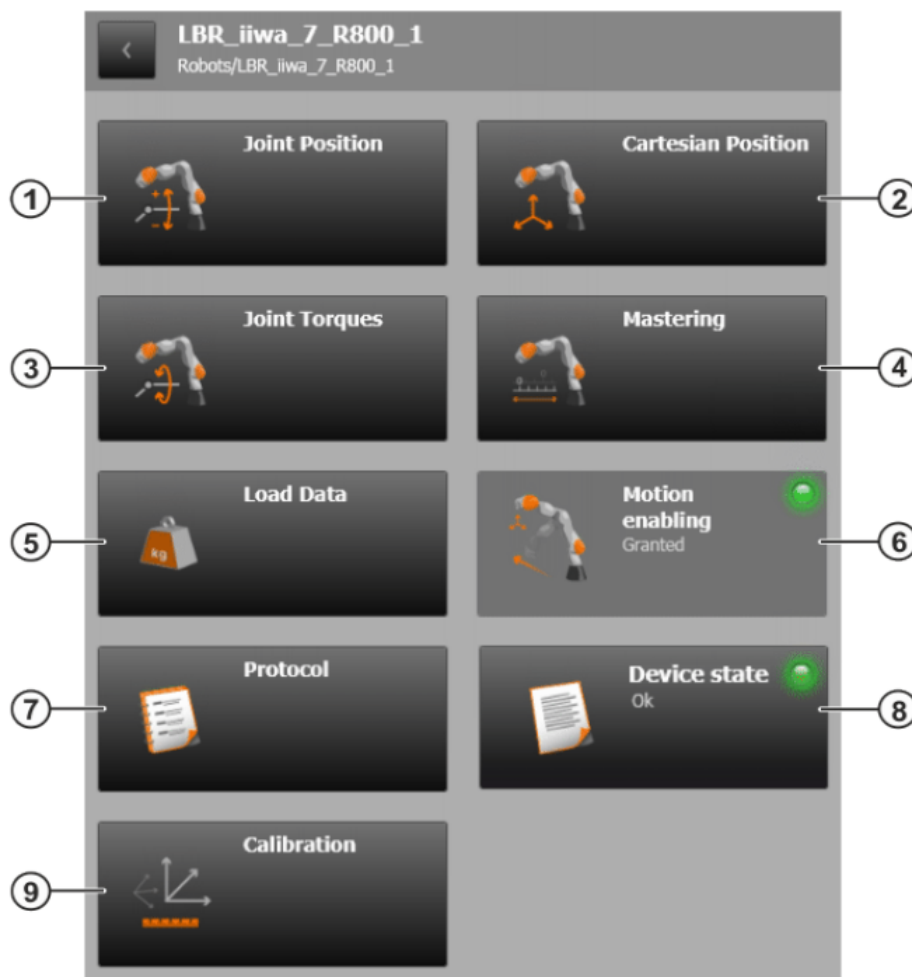 LBR_iiwa_7_R800_1
Robots/LBR_iiwa_7_R800_1
Joint Position
Cartesian Position
1
2
Joint Torques
Mastering
3
4
Load Data
Motion
enabling
Granted
kg
5
6
Protocol
Device state
Ok
7
8
Calibration
9